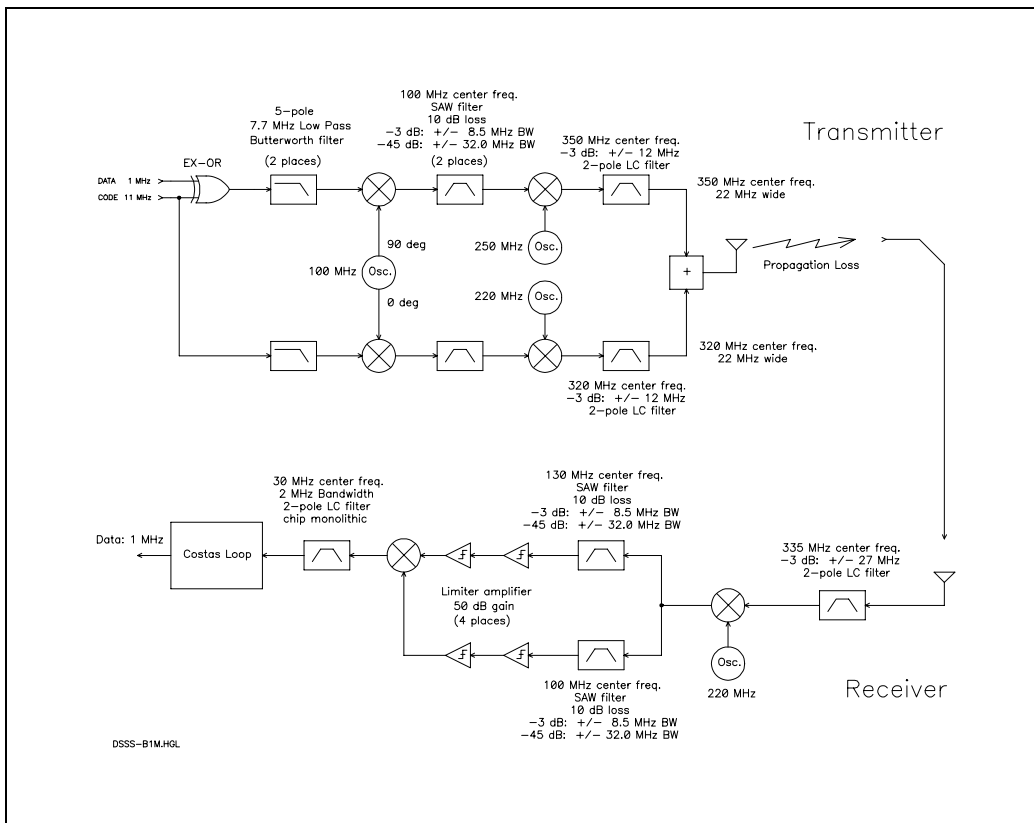 Transmitter
5-pole
7.7 MHz Low Pass
Butterworth filter
(2 places)
100 MHz center freq.
SAW filter
10 dB loss
-3 dB: +/- 8.5 MHz BW
-45 dB: +/- 32.0 MHz BW
(2 places)
350 MHz center freq.
-3 dB: +/- 12 MHz
2-pole LC filter
EX-OR
DATA 1 MHz
CODE 11 MHz
350 MHz center freq.
22 MHz wide
90 deg
100 MHz
Osc.
0 deg
250 MHz
Osc.
220 MHz
Osc.
+
Propagation Loss
320 MHz center freq.
22 MHz wide
320 MHz center freq.
-3 dB: +/- 12 MHz
2-pole LC filter
30 MHz center freq.
2 MHz Bandwidth
2-pole LC filter
chip monolithic
130 MHz center freq.
SAW filter
10 dB loss
-3 dB: +/- 8.5 MHz BW
-45 dB: +/- 32.0 MHz BW
Data: 1 MHz
Costas Loop
335 MHz center freq.
-3 dB: +/- 27 MHz
2-pole LC filter
Limiter amplifier
50 dB gain
(4 places)
Osc.
220 MHz
100 MHz center freq.
SAW filter
10 dB loss
-3 dB: +/- 8.5 MHz BW
-45 dB: +/- 32.0 MHz BW
Receiver
DSSS-B1M.HGL